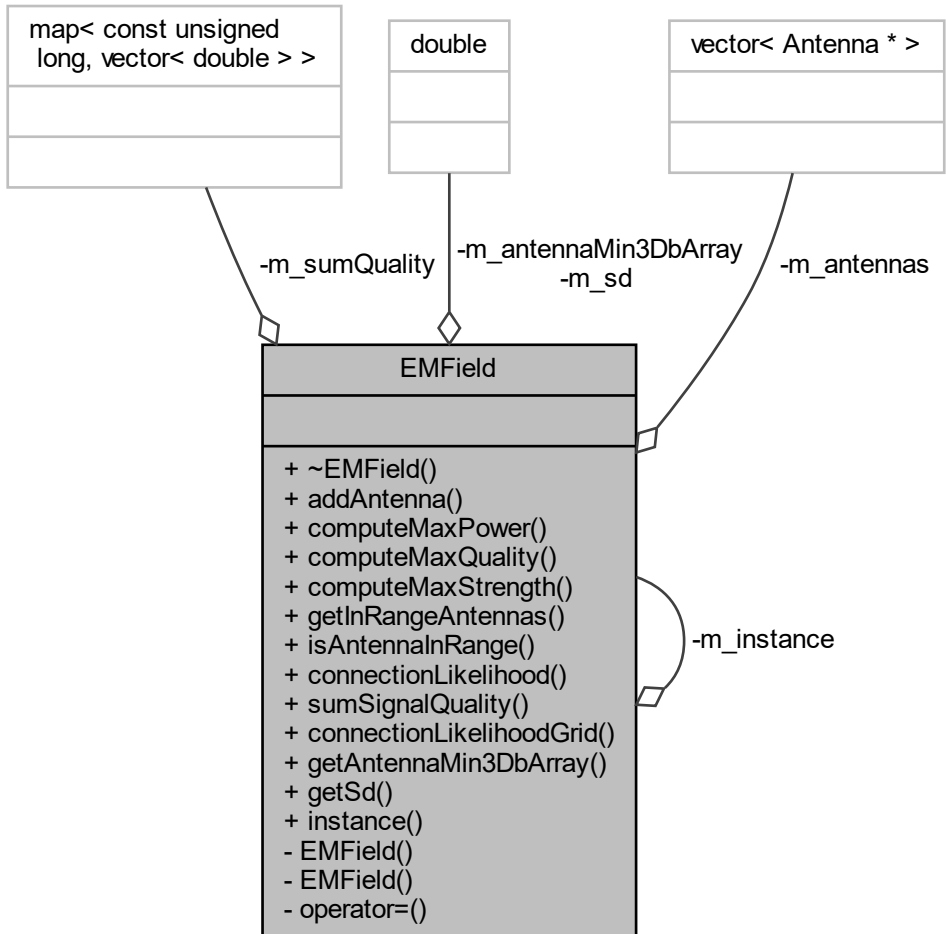 map< const unsigned
long, vector< double > >
double
vector< Antenna * >
-m_sumQuality
-m_antennaMin3DbArray
-m_sd
-m_antennas
EMField
+ ~EMField()
+ addAntenna()
+ computeMaxPower()
+ computeMaxQuality()
+ computeMaxStrength()
+ getInRangeAntennas()
+ isAntennaInRange()
+ connectionLikelihood()
+ sumSignalQuality()
+ connectionLikelihoodGrid()
+ getAntennaMin3DbArray()
+ getSd()
+ instance()
- EMField()
- EMField()
- operator=()
-m_instance